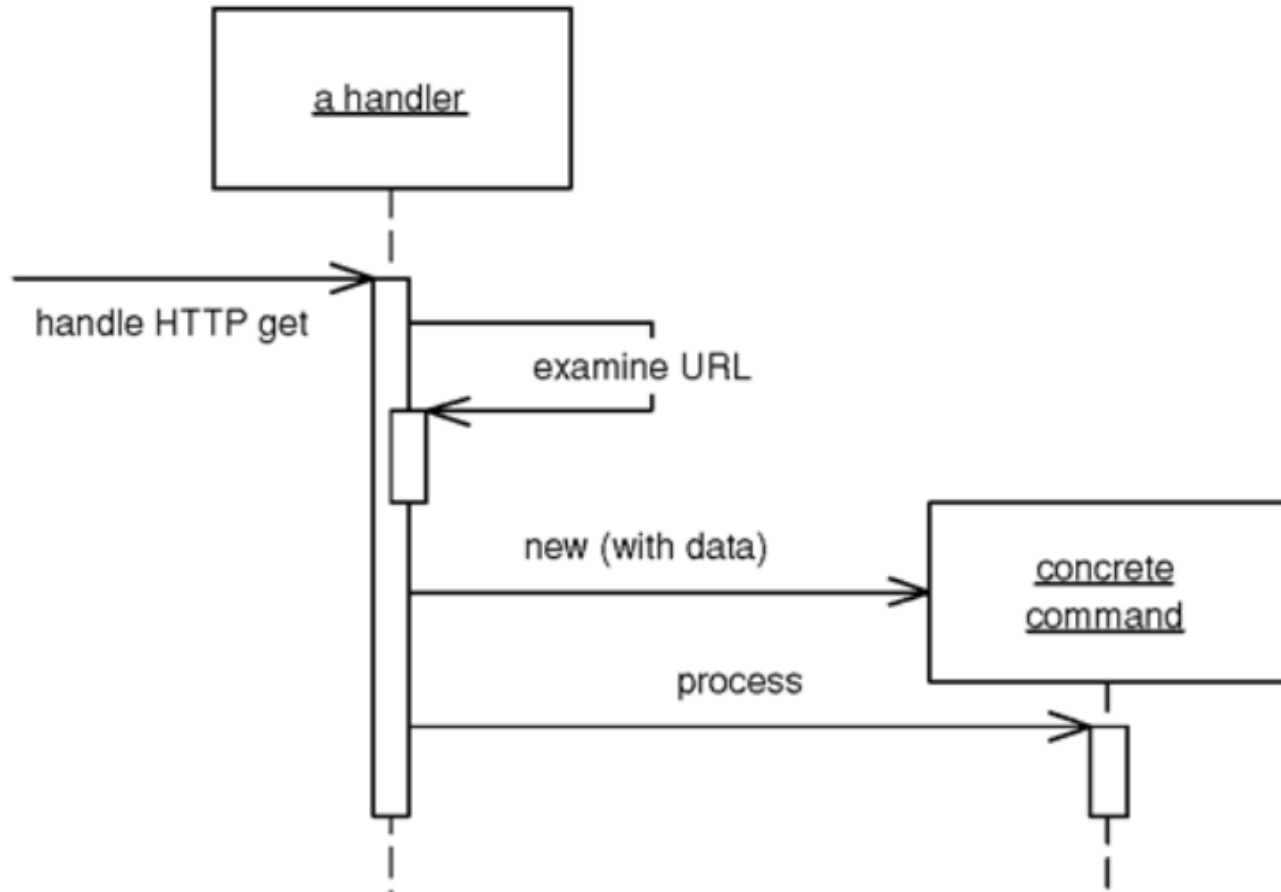 a handler
handle HTTP get
examine URL
new (with data)
concrete
command
process